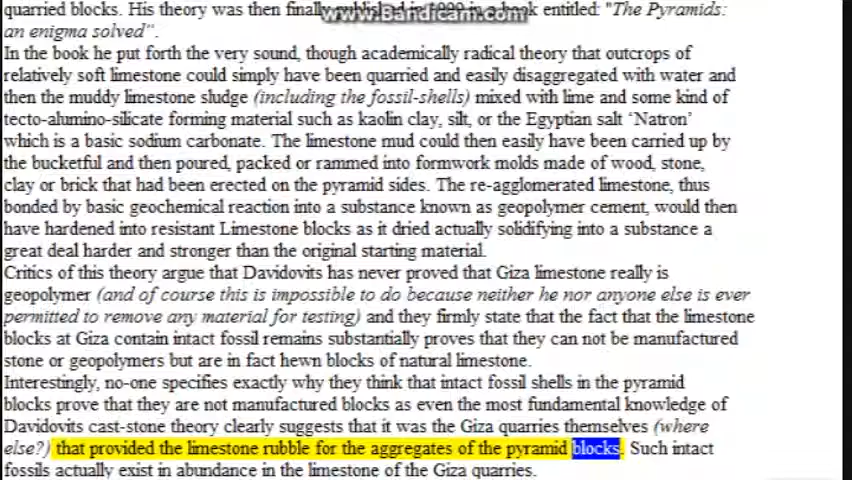 quarried blocks. His theory was then finally published in 1999 in a book entitled: "The Pyramids:
www.Bandicam.com
an enigma solved".
In the book he put forth the very sound, though academically radical theory that outcrops of
relatively soft limestone could simply have been quarried and easily disaggregated with water and
then the muddy limestone sludge (including the fossil-shells) mixed with lime and some kind of
tecto-alumino-silicate forming material such as kaolin clay, silt, or the Egyptian salt ‘Natron’
which is a basic sodium carbonate. The limestone mud could then easily have been carried up by
the bucketful and then poured, packed or rammed into formwork molds made of wood, stone,
clay or brick that had been erected on the pyramid sides. The re-agglomerated limestone, thus
bonded by basic geochemical reaction into a substance known as geopolymer cement, would then
have hardened into resistant Limestone blocks as it dried actually solidifying into a substance a
great deal harder and stronger than the original starting material.
Critics of this theory argue that Davidovits has never proved that Giza limestone really is
geopolymer (and of course this is impossible to do because neither he nor anyone else is ever
permitted to remove any material for testing) and they firmly state that the fact that the limestone
blocks at Giza contain intact fossil remains substantially proves that they can not be manufactured
stone or geopolymers but are in fact hewn blocks of natural limestone.
Interestingly, no-one specifies exactly why they think that intact fossil shells in the pyramid
blocks prove that they are not manufactured blocks as even the most fundamental knowledge of
Davidovits cast-stone theory clearly suggests that it was the Giza quarries themselves (where
else?) that provided the limestone rubble for the aggregates of the pyramid blocks. Such intact
fossils actually exist in abundance in the limestone of the Giza quarries.